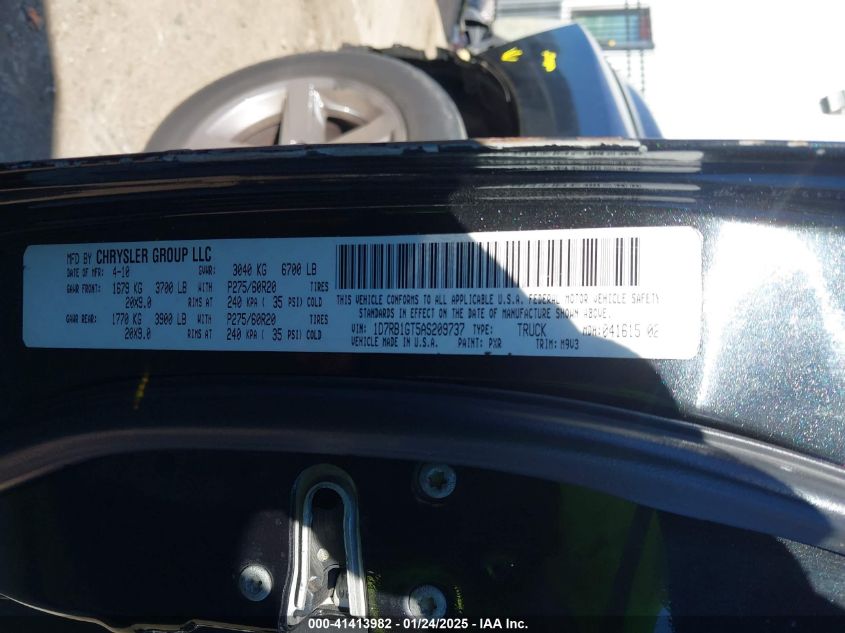 MFD BY CHRYSLER GROUP LLC
DATE OF MFR: 4-10 GVWR: 3040 KG 6700 LB
GAWR FRONT: 1679 KG 3700 LB WITH P275/60R20 TIRES
20X9.0 RIMS AT 240 KPA ( 35 PSI) COLD
GAWR REAR: 1770 KG 3900 LB WITH P275/60R20 TIRES
20X9.0 RIMS AT 240 KPA ( 35 PSI) COLD
THIS VEHICLE CONFORMS TO ALL APPLICABLE U.S.A. FEDERAL MOTOR VEHICLE SAFETY
STANDARDS IN EFFECT ON THE DATE OF MANUFACTURE SHOWN ABOVE.
VIN: 1D7RB1GT5AS209737 TYPE: TRUCK MDH: 041615 02
VEHICLE MADE IN U.S.A. PAINT: PXR TRIM: M9V3
000-41413982 - 01/24/2025 - IAA Inc.